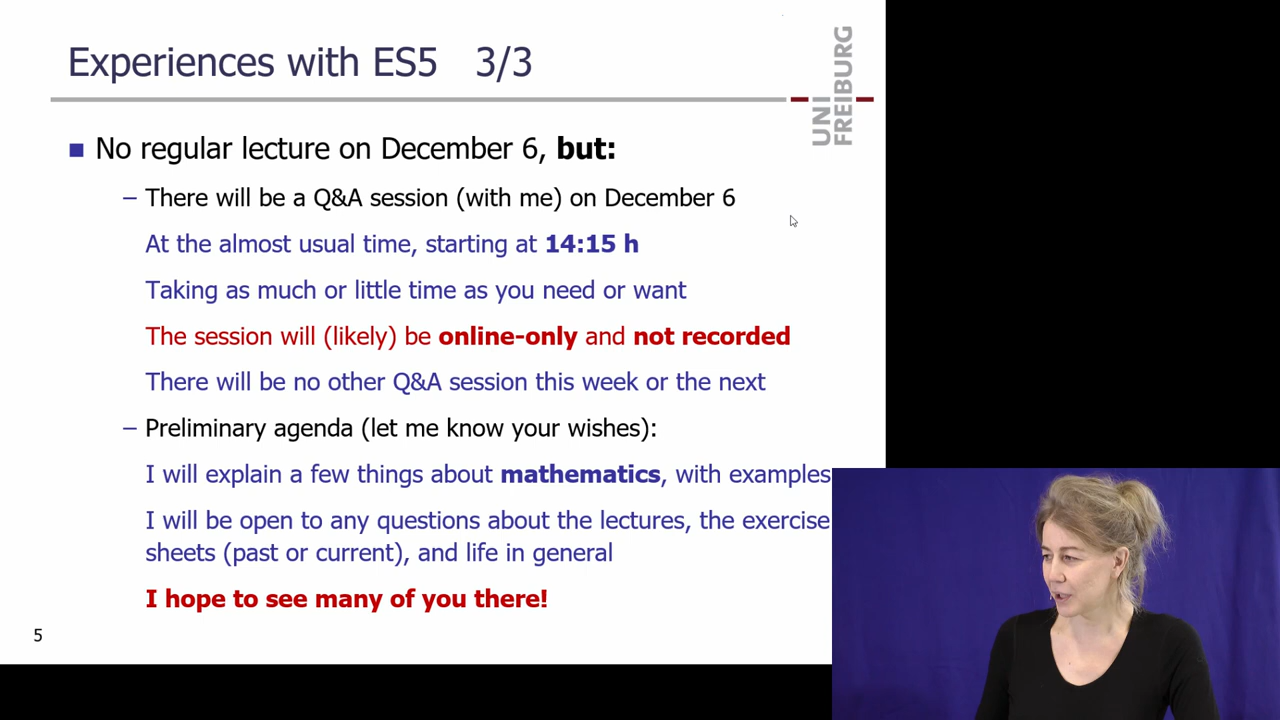 Experiences with ES5 3/3
UNI
FREIBURG
No regular lecture on December 6, but:
– There will be a Q&A session (with me) on December 6
At the almost usual time, starting at 14:15 h
Taking as much or little time as you need or want
The session will (likely) be online-only and not recorded
There will be no other Q&A session this week or the next
– Preliminary agenda (let me know your wishes):
I will explain a few things about mathematics, with examples
I will be open to any questions about the lectures, the exercise
sheets (past or current), and life in general
I hope to see many of you there!
5